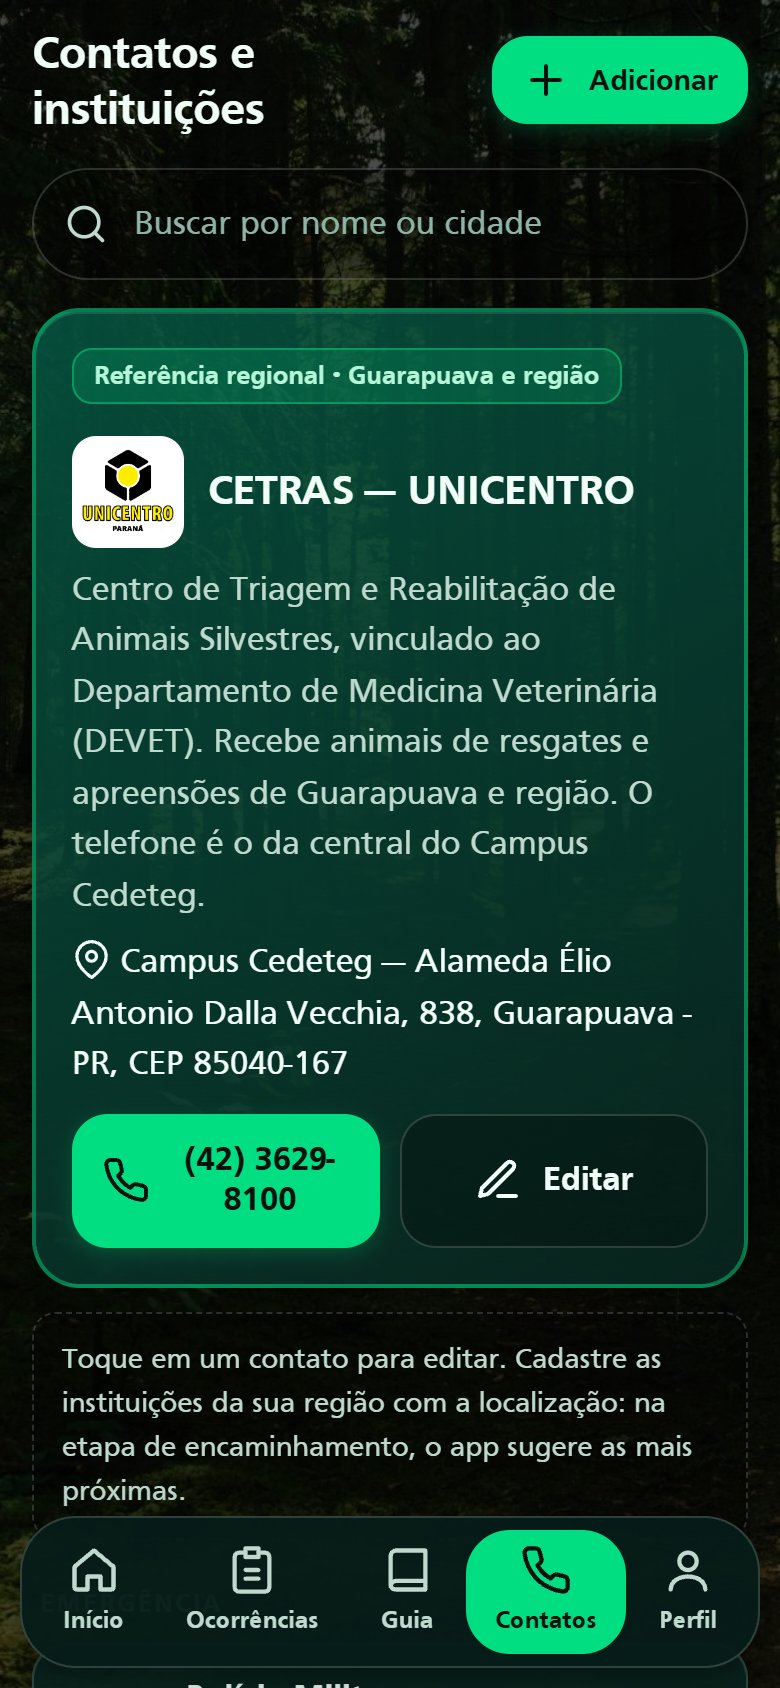 Contatos e
instituições
Adicionar
Buscar por nome ou cidade
Referência regional • Guarapuava e região
UNICENTRO
PARANÁ
CETRAS — UNICENTRO
Centro de Triagem e Reabilitação de
Animais Silvestres, vinculado ao
Departamento de Medicina Veterinária
(DEVET). Recebe animais de resgates e
apreensões de Guarapuava e região. O
telefone é o da central do Campus
Cedeteg.
Campus Cedeteg — Alameda Élio
Antonio Dalla Vecchia, 838, Guarapuava -
PR, CEP 85040-167
(42) 3629-
8100
Editar
Toque em um contato para editar. Cadastre as
instituições da sua região com a localização: na
etapa de encaminhamento, o app sugere as mais
próximas.
EMERGÊNCIA
Início
Ocorrências
Guia
Contatos
Perfil